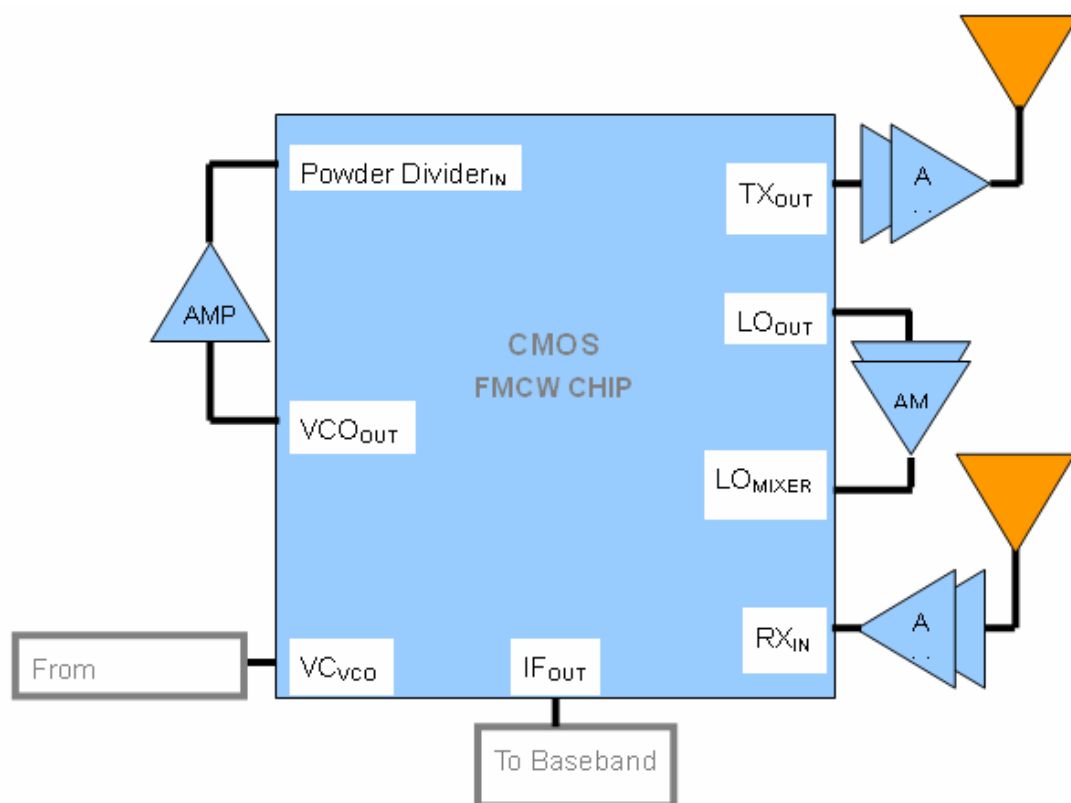 Powder DividerIN
TXOUT
A
..
AMP
LOOUT
CMOS
FMCW CHIP
AM
VCOOUT
LOMIXER
RXIN
A
..
From
VCVCO
IFOUT
To Baseband